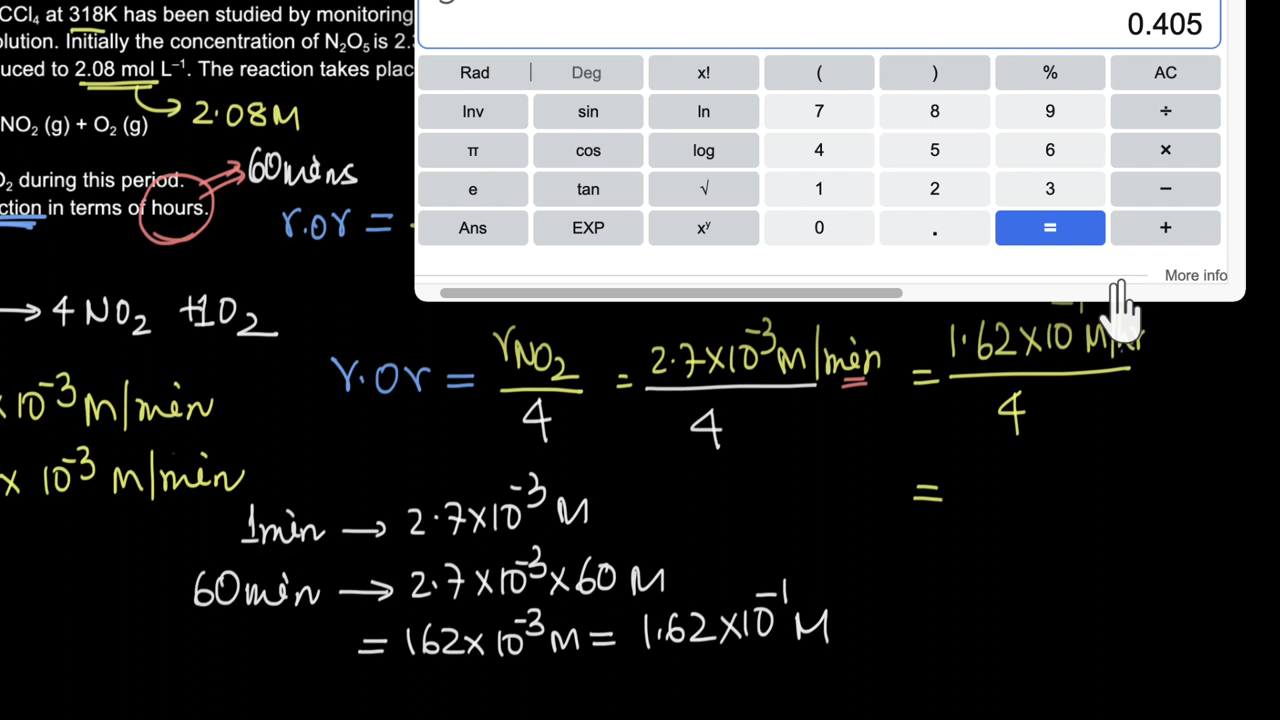 CCl₄ at 318K has been studied by monitoring
olution. Initially the concentration of N₂O₅ is 2.
uced to 2.08 mol L⁻¹. The reaction takes plac
→ 2.08M
NO₂ (g) + O₂ (g)
→ 60mins
O₂ during this period.
ction in terms of hours.
r.or =
0.405
Rad | Deg x! ( ) % AC
Inv sin ln 7 8 9 ÷
π cos log 4 5 6 ×
e tan √ 1 2 3 −
Ans EXP xʸ 0 . = +
More info
→ 4 NO₂ + 1O₂
r.or = rNO₂/4 = 2.7×10⁻³M/min/4 = 1.62×10⁻¹ M/hr/4
×10⁻³ M/min
× 10⁻³ M/min
=
1min → 2.7×10⁻³ M
60min → 2.7×10⁻³×60 M
= 162×10⁻³ M = 1.62×10⁻¹ M